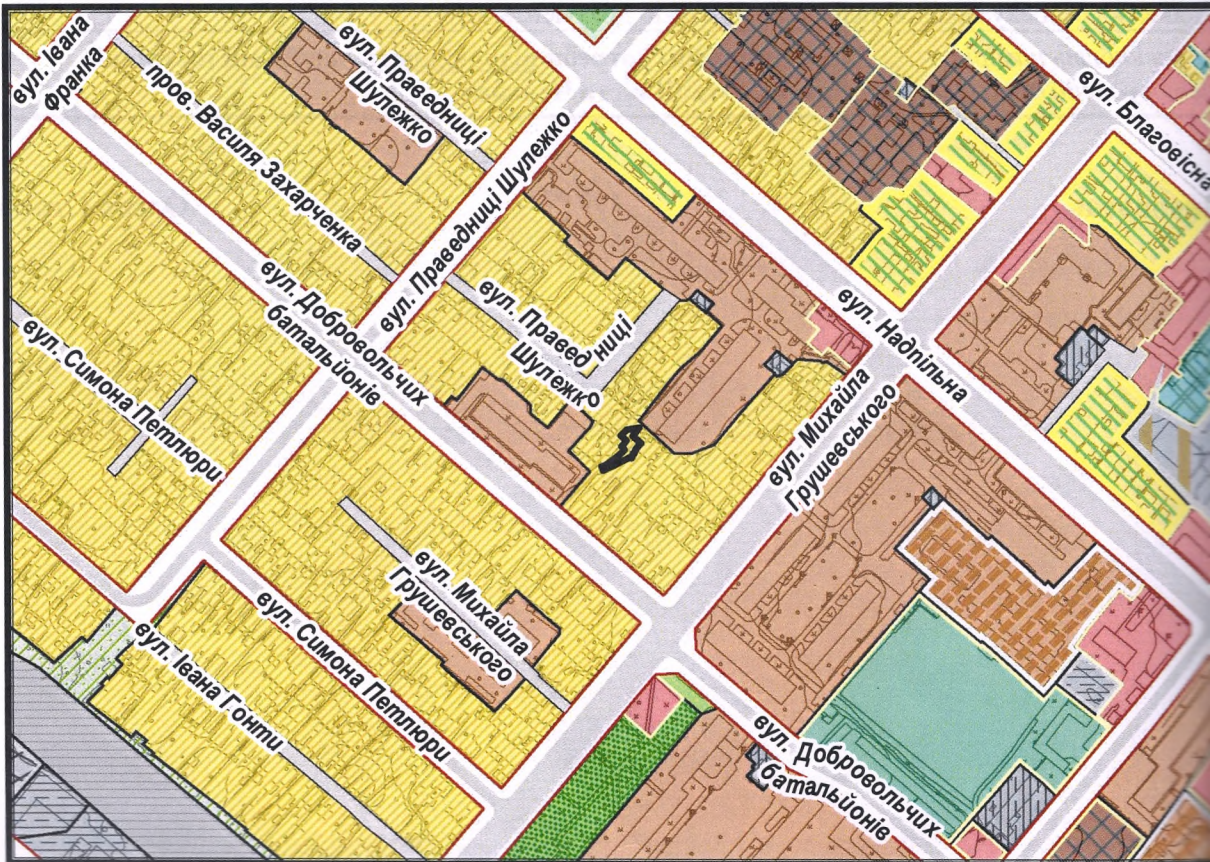 вул. Івана
Франка
пров. Василя Захарченка
вул. Праведниці
Шулежко
вул. Праведниці Шулежко
вул. Благовісна
вул. Добровольчих
батальйонів
вул. Праведниці
Шулежко
вул. Надпільна
вул. Михайла
Грушевського
вул. Симона Петлюри
вул. Михайла
Грушевського
вул. Симона Петлюри
вул. Івана Гонти
вул. Добровольчих
батальйонів